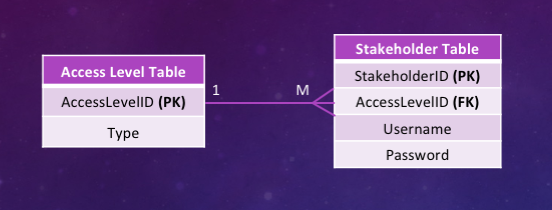 Access Level Table
AccessLevelID (PK)
Type
1
M
Stakeholder Table
StakeholderID (PK)
AccessLevelID (FK)
Username
Password